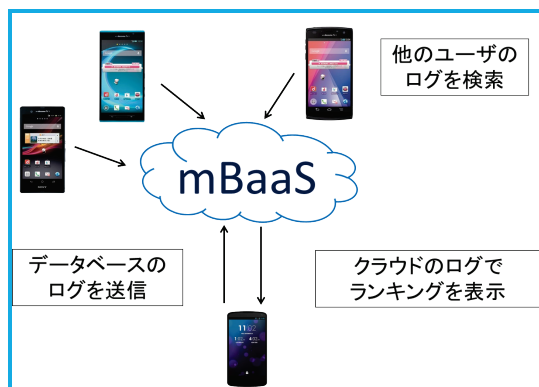 他のユーザの
ログを検索
mBaaS
データベースの
ログを送信
クラウドのログで
ランキングを表示